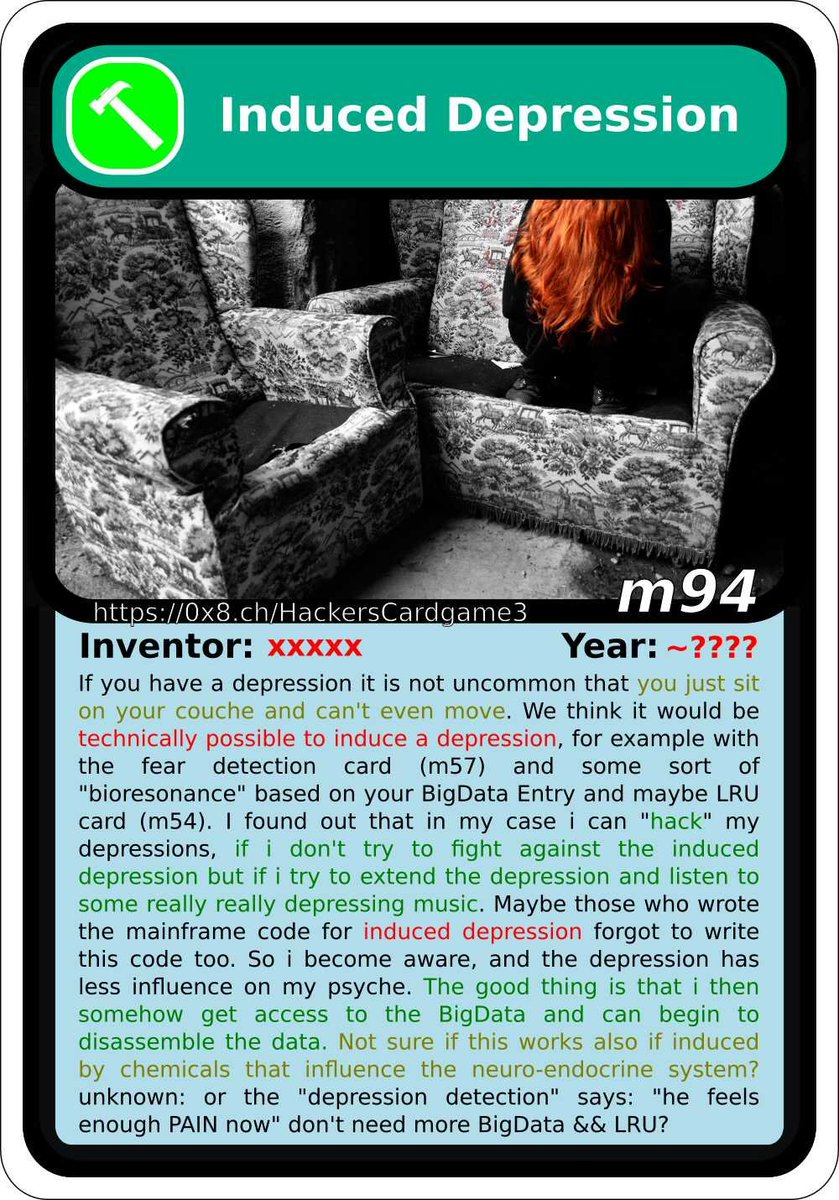 Induced Depression
https://0x8.ch/HackersCardgame3
m94
Inventor: xxxxx Year: ~????
If you have a depression it is not uncommon that you just sit
on your couche and can't even move. We think it would be
technically possible to induce a depression, for example with
the fear detection card (m57) and some sort of
"bioresonance" based on your BigData Entry and maybe LRU
card (m54). I found out that in my case i can "hack" my
depressions, if i don't try to fight against the induced
depression but if i try to extend the depression and listen to
some really really depressing music. Maybe those who wrote
the mainframe code for induced depression forgot to write
this code too. So i become aware, and the depression has
less influence on my psyche. The good thing is that i then
somehow get access to the BigData and can begin to
disassemble the data. Not sure if this works also if induced
by chemicals that influence the neuro-endocrine system?
unknown: or the "depression detection" says: "he feels
enough PAIN now" don't need more BigData && LRU?